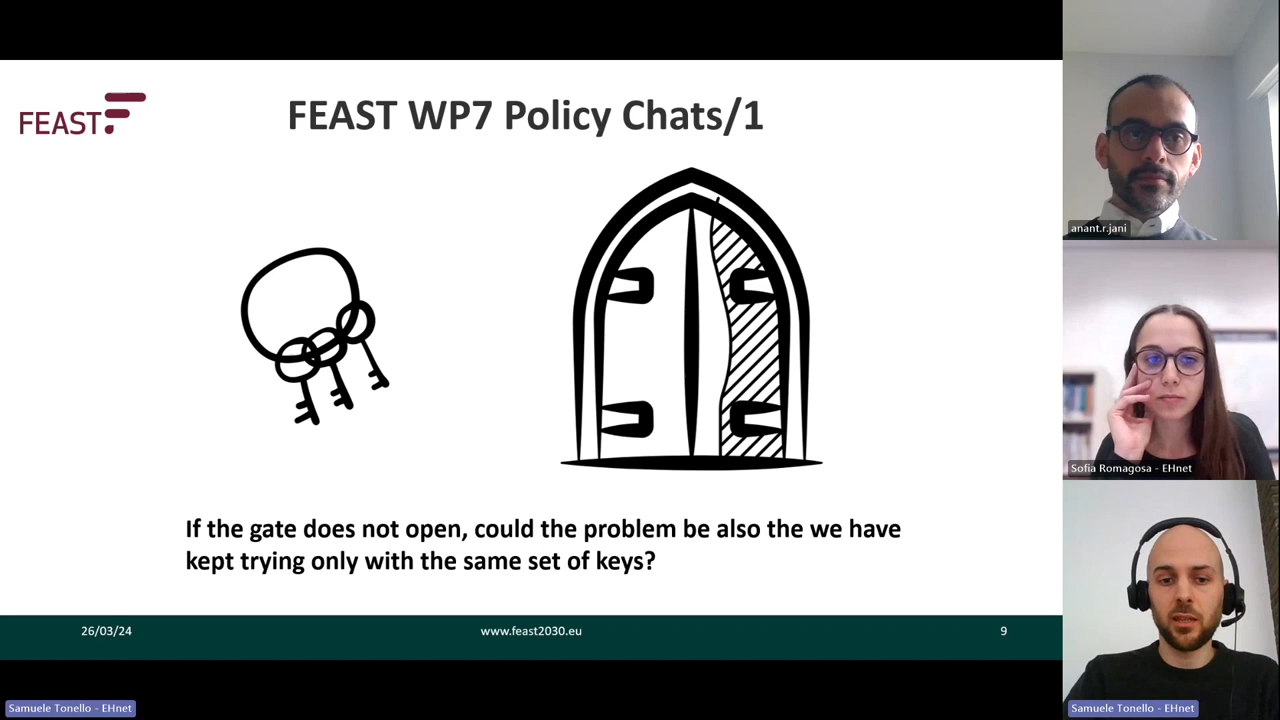 FEAST
FEAST WP7 Policy Chats/1
If the gate does not open, could the problem be also the we have
kept trying only with the same set of keys?
26/03/24
www.feast2030.eu
9
anant.r.jani
Sofia Romagosa - EHnet
Samuele Tonello - EHnet
Samuele Tonello - EHnet